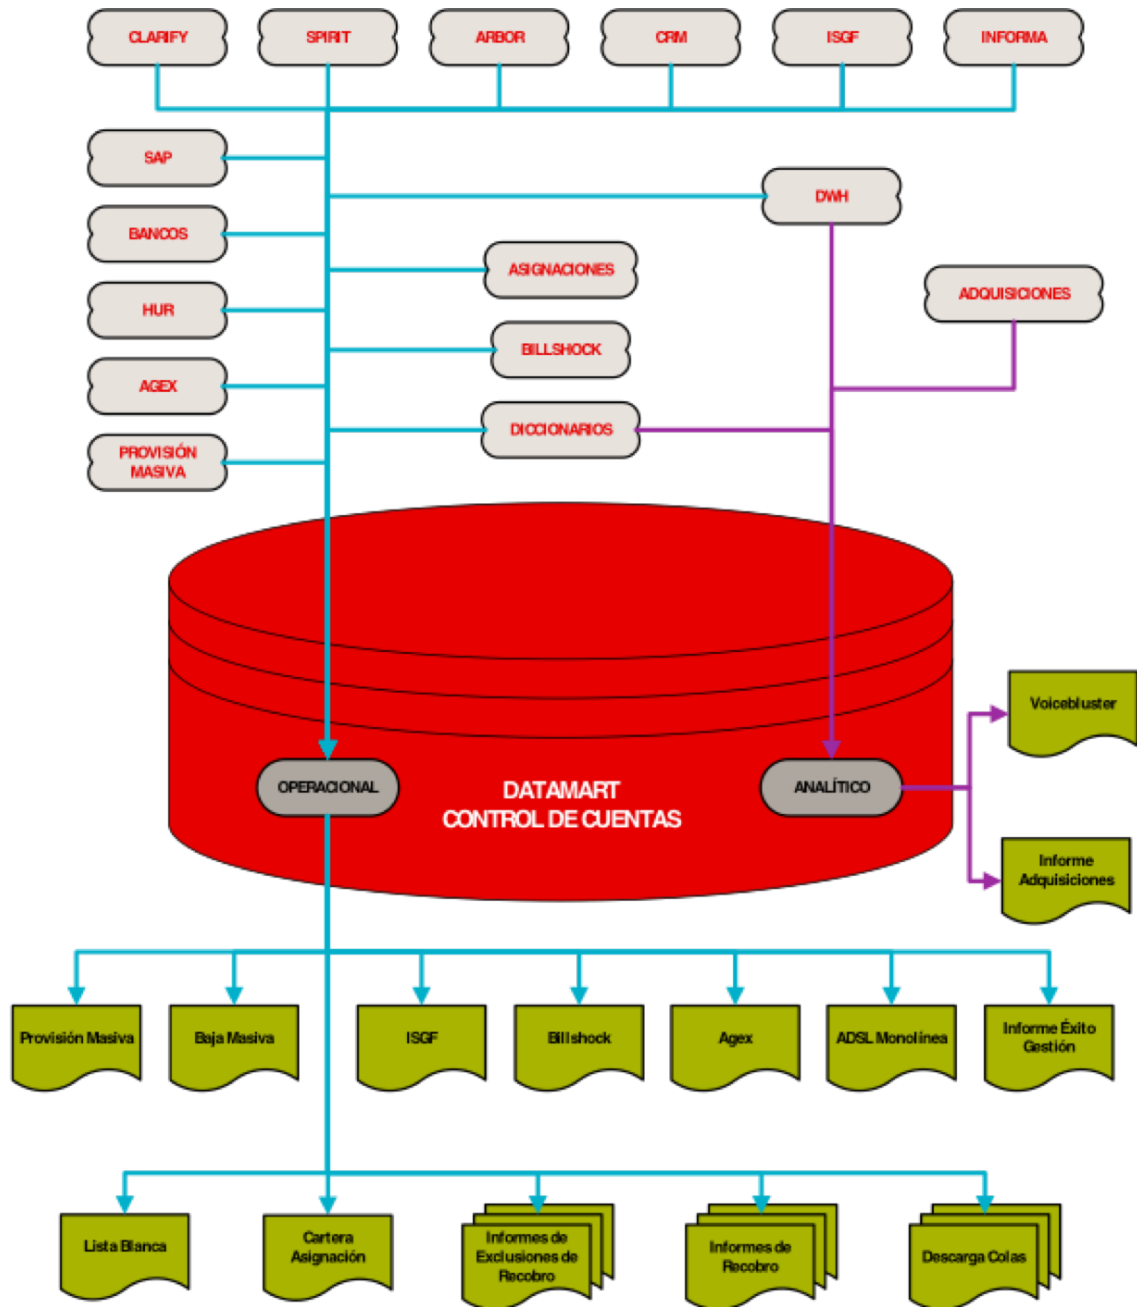 CLARIFY
SPIRIT
ARBOR
CRM
ISGF
INFORMA
SAP
DWH
BANCOS
ASIGNACIONES
ADQUISICIONES
HUR
BILLSHOCK
AGEX
DICCIONARIOS
PROVISIÓN
MASIVA
Voicebluster
OPERACIONAL
DATAMART
CONTROL DE CUENTAS
ANALÍTICO
Informe
Adquisiciones
Provisión Masiva
Baja Masiva
ISGF
Billshock
Agex
ADSL Monolínea
Informe Éxito
Gestión
Lista Blanca
Cartera
Asignación
Informes de
Exclusiones de
Recobro
Informes de
Recobro
Descarga Colas